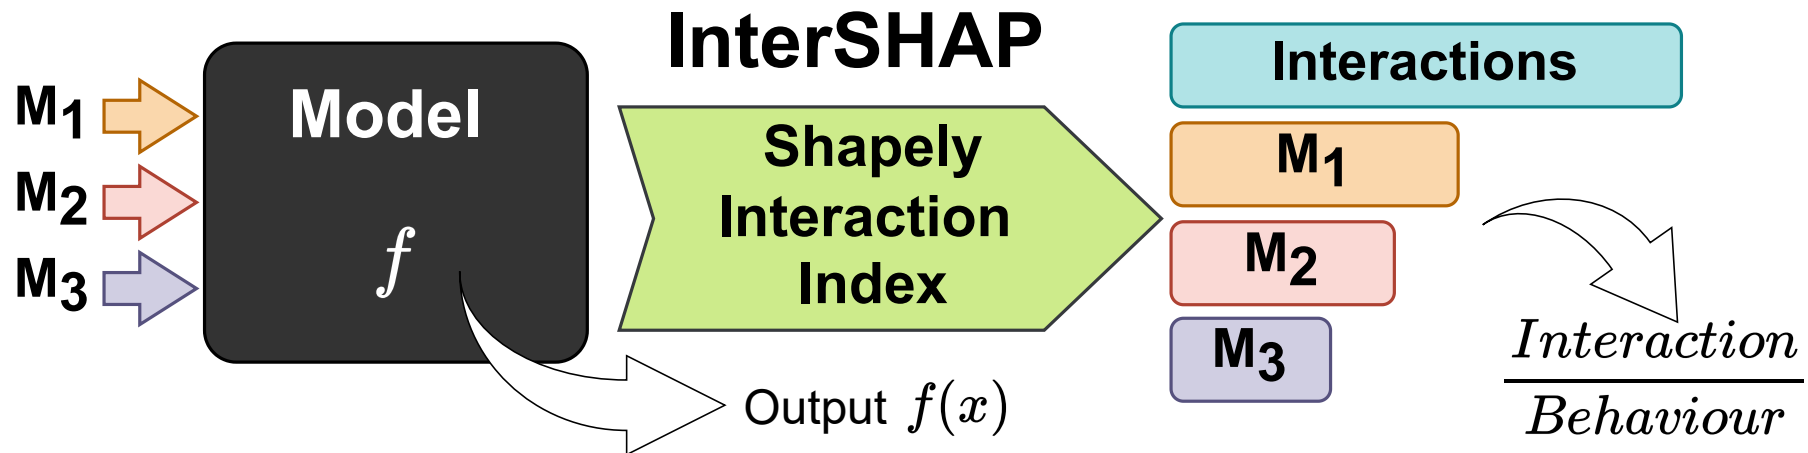 InterSHAP
M1
M2
M3
Model
f
Shapely
Interaction
Index
Output f(x)
Interactions
M1
M2
M3
Interaction
Behaviour